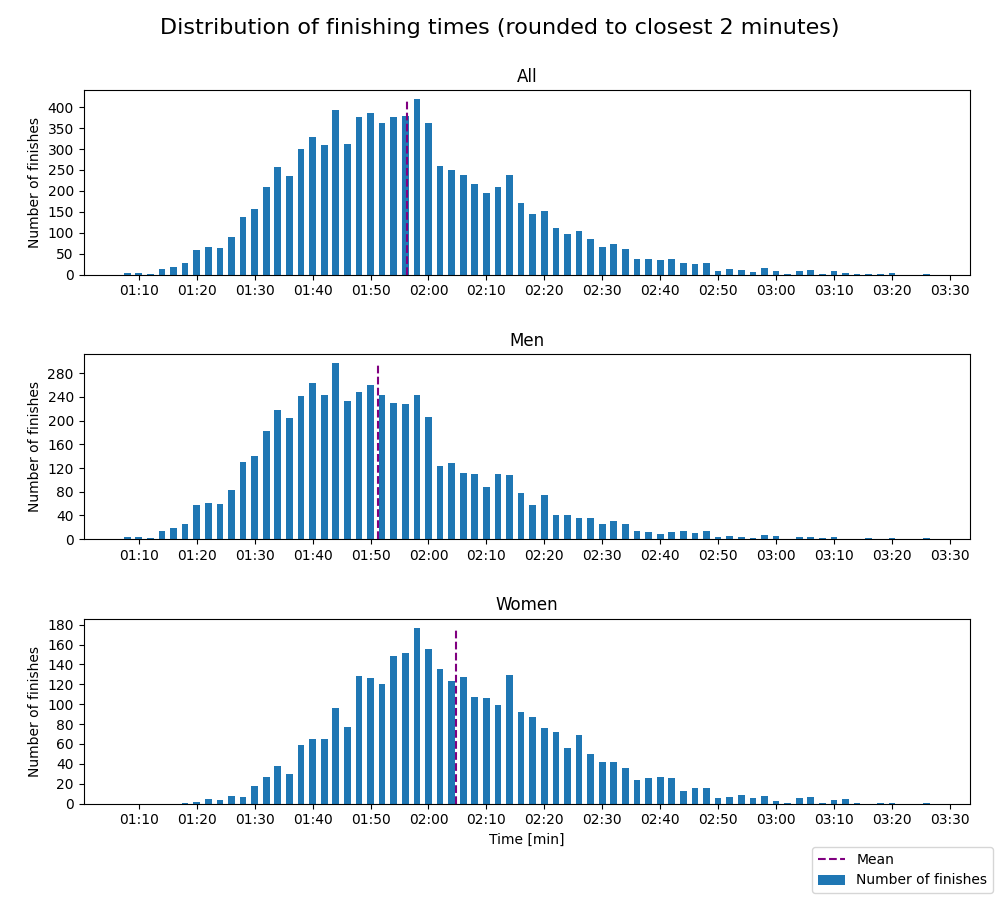 Distribution of finishing times (rounded to closest 2 minutes)
All
Number of finishes
400
350
300
250
200
150
100
50
0
01:10 01:20 01:30 01:40 01:50 02:00 02:10 02:20 02:30 02:40 02:50 03:00 03:10 03:20 03:30
Men
Number of finishes
280
240
200
160
120
80
40
0
01:10 01:20 01:30 01:40 01:50 02:00 02:10 02:20 02:30 02:40 02:50 03:00 03:10 03:20 03:30
Women
Number of finishes
180
160
140
120
100
80
60
40
20
0
01:10 01:20 01:30 01:40 01:50 02:00 02:10 02:20 02:30 02:40 02:50 03:00 03:10 03:20 03:30
Time [min]
Mean
Number of finishes